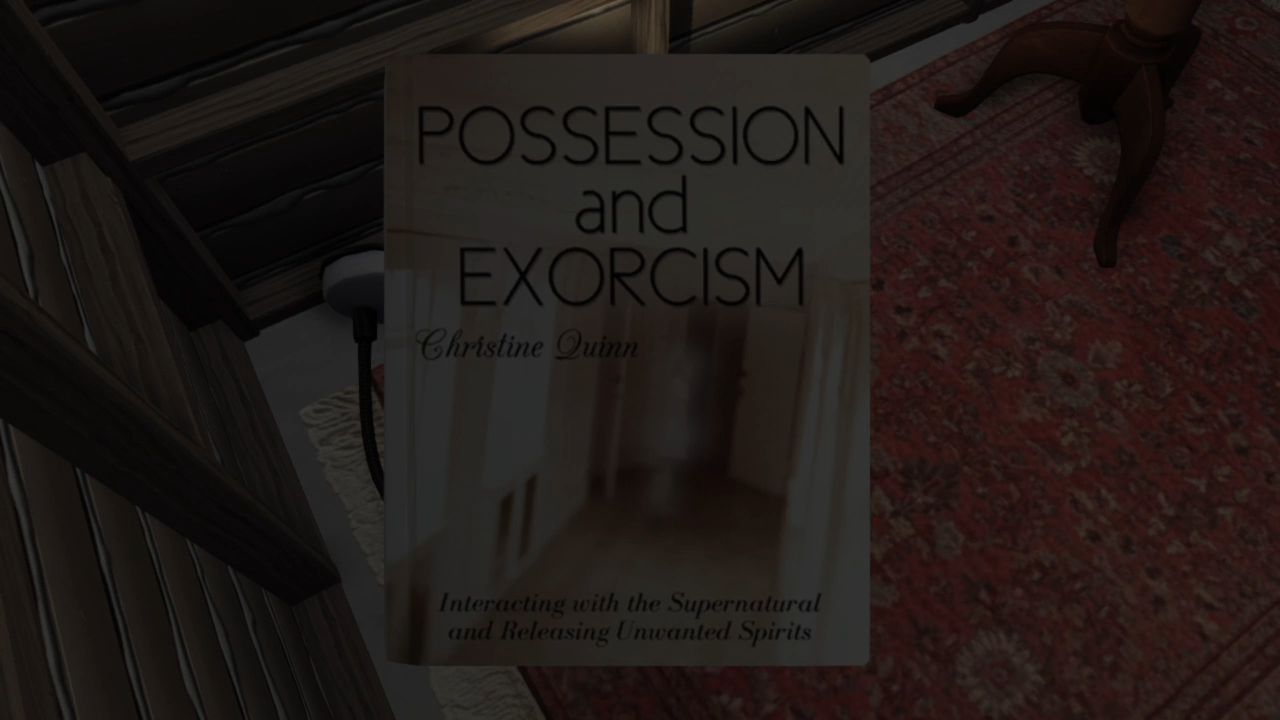 POSSESSION
and
EXORCISM
Christine Quinn
Interacting with the Supernatural
and Releasing Unwanted Spirits